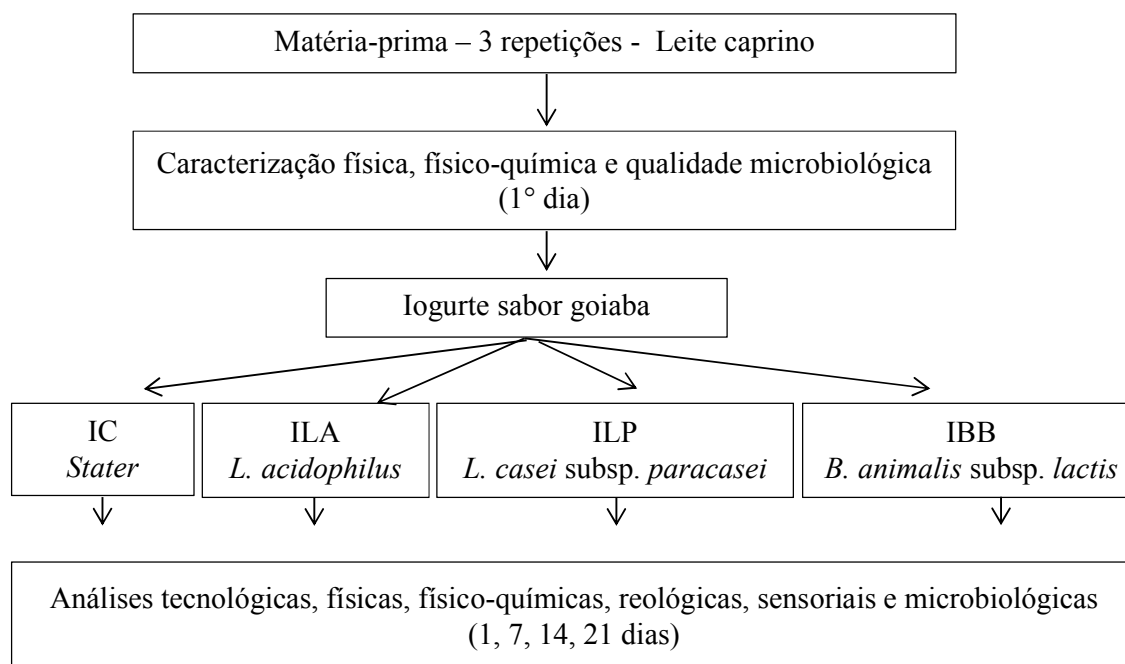 Matéria-prima – 3 repetições - Leite caprino
Caracterização física, físico-química e qualidade microbiológica
(1° dia)
Iogurte sabor goiaba
IC
Stater
ILA
L. acidophilus
ILP
L. casei subsp. paracasei
IBB
B. animalis subsp. lactis
Análises tecnológicas, físicas, físico-químicas, reológicas, sensoriais e microbiológicas
(1, 7, 14, 21 dias)